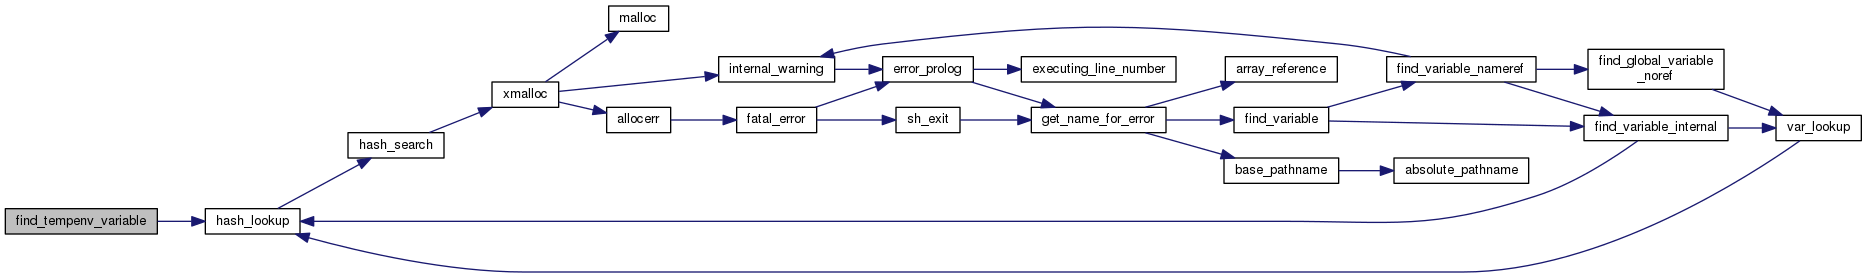 find_tempenv_variable
hash_lookup
hash_search
xmalloc
malloc
internal_warning
allocerr
error_prolog
fatal_error
executing_line_number
sh_exit
get_name_for_error
array_reference
find_variable
base_pathname
find_variable_nameref
absolute_pathname
find_global_variable
_noref
find_variable_internal
var_lookup